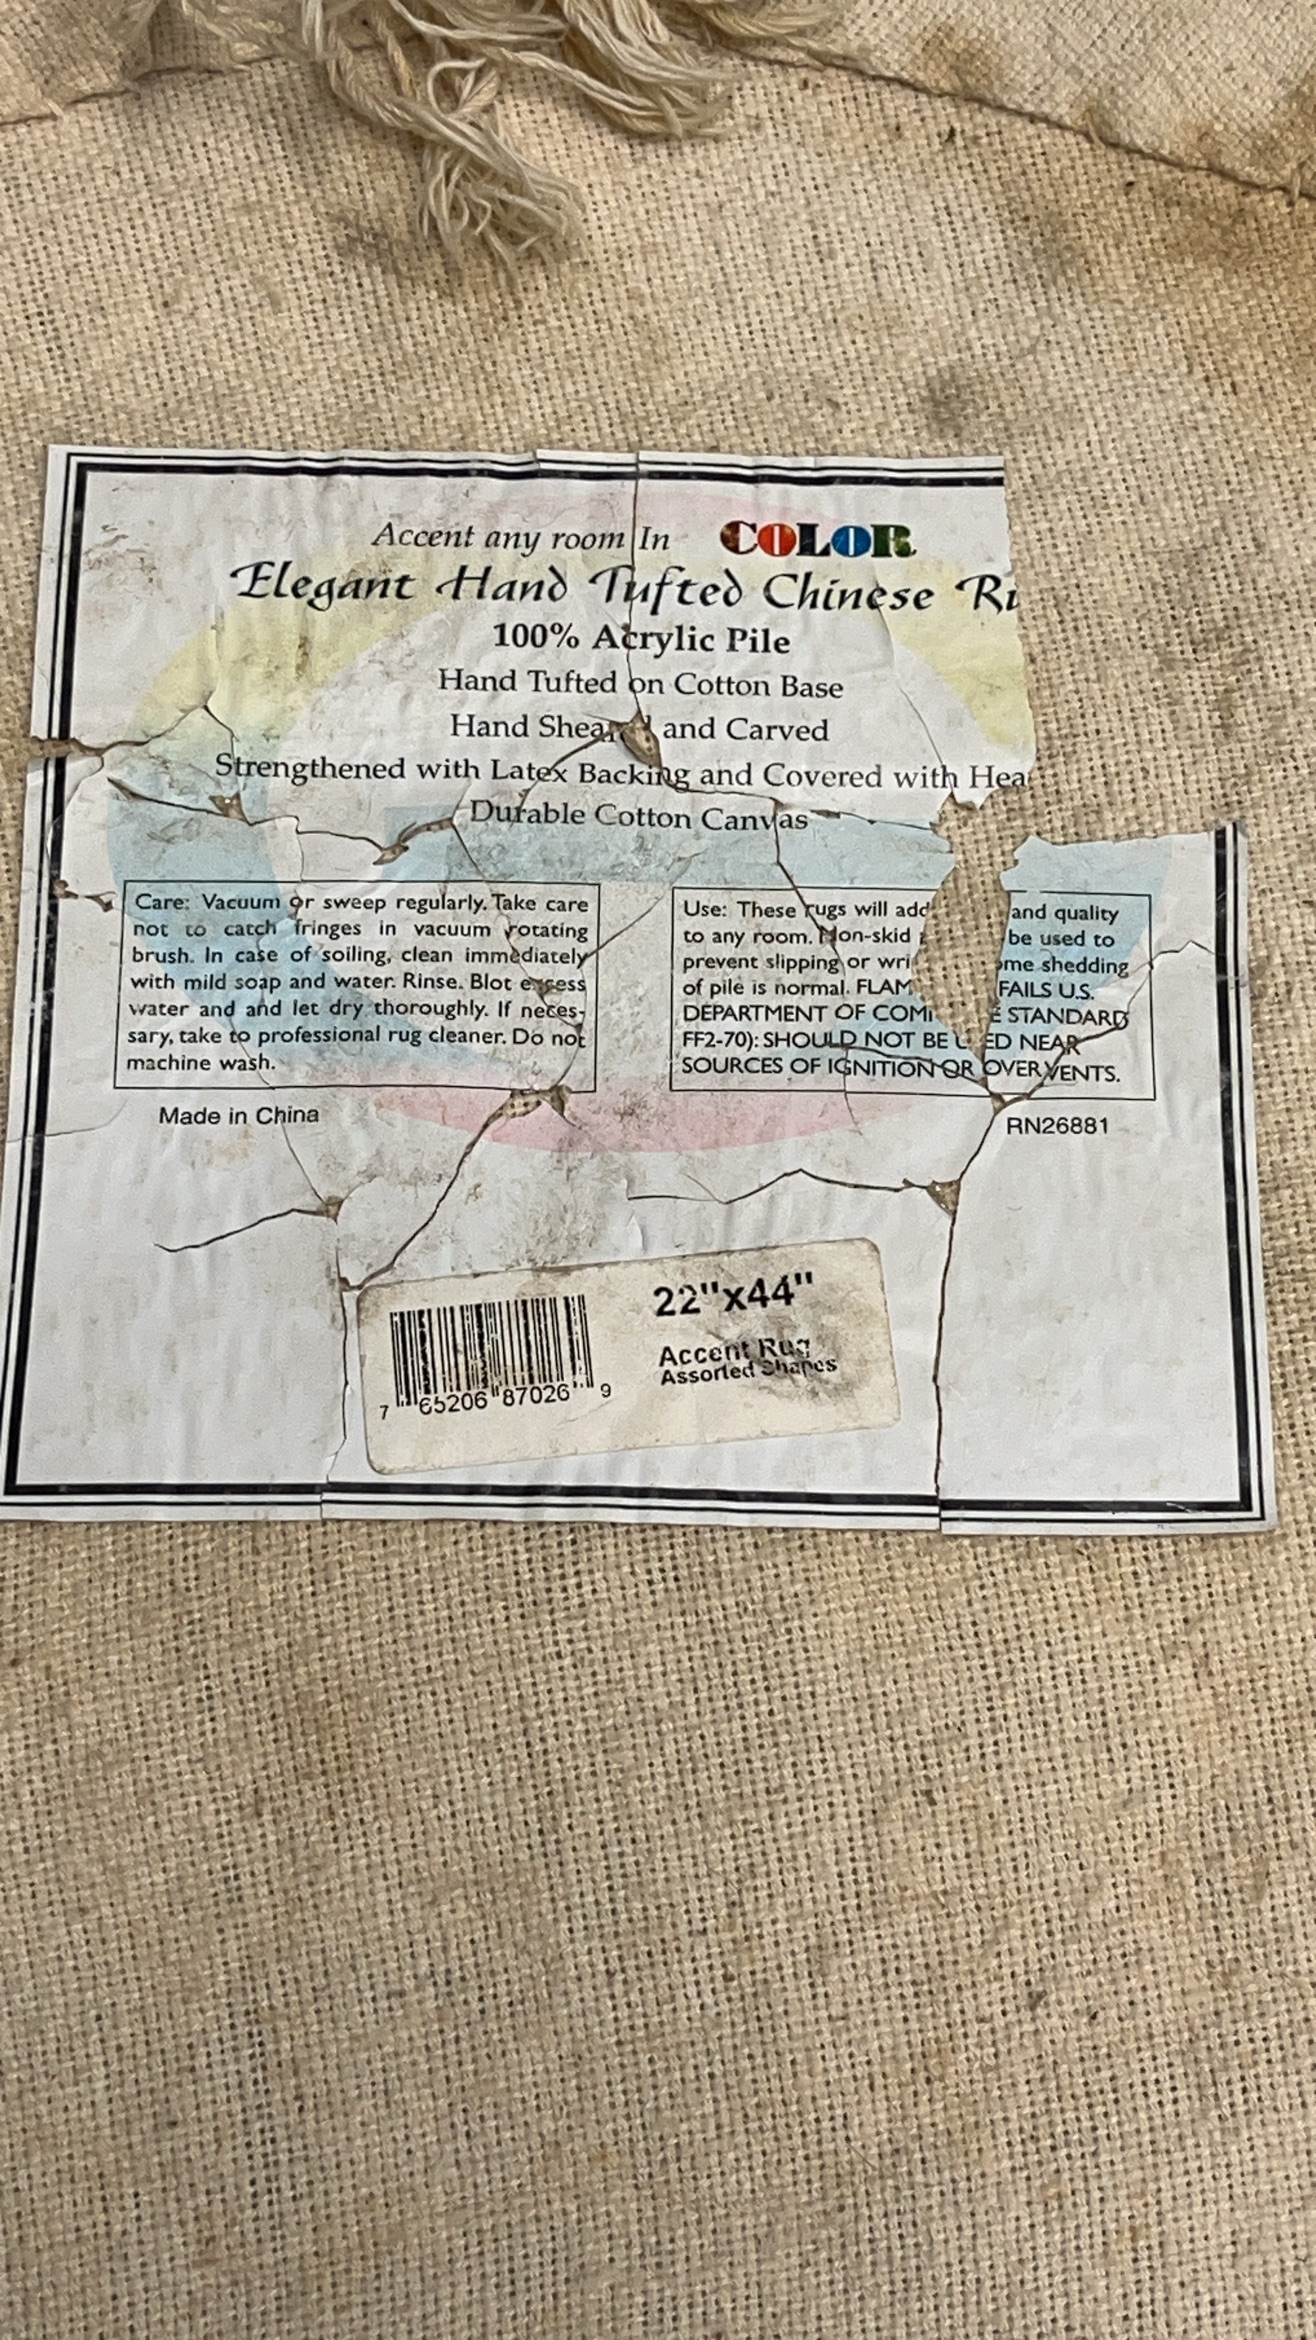 Accent any room In COLOR
Elegant Hand Tufted Chinese
100% Acrylic Pile
Hand Tufted on Cotton Base
Hand and Carved
Strengthened with Latex Backing and Covered with
Durable Cotton Canvas
Care: Vacuum or sweep regularly. Take care
not to catch fringes in vacuum rotating
brush. In case of soiling, clean immediately
with mild soap and water. Rinse. Blot excess
water and and let dry thoroughly. If neces-
sary, take to professional rug cleaner. Do not
machine wash.
Use: These rugs will add and quality
to any room. Non-skid be used to
prevent slipping or shedding
of pile is normal. FAILS U.S.
DEPARTMENT OF STANDARD
FF2-70): SHOULD NOT BE USED NEAR
SOURCES OF IGNITION OR OVER VENTS.
Made in China
RN26881
22"x44"
Accent Rug
Assorted Shapes
7 65206 87026 9